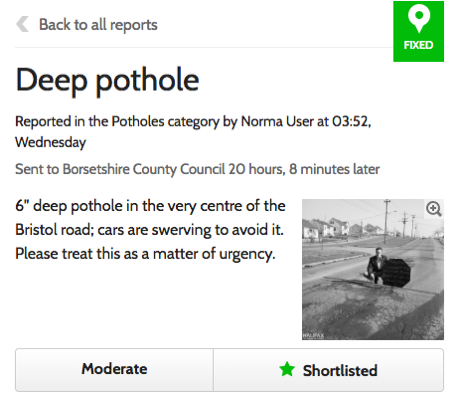 Back to all reports
FIXED
Deep pothole
Reported in the Potholes category by Norma User at 03:52,
Wednesday
Sent to Borsetshire County Council 20 hours, 8 minutes later
6" deep pothole in the very centre of the
Bristol road; cars are swerving to avoid it.
Please treat this as a matter of urgency.
HALIFAX
Moderate
Shortlisted